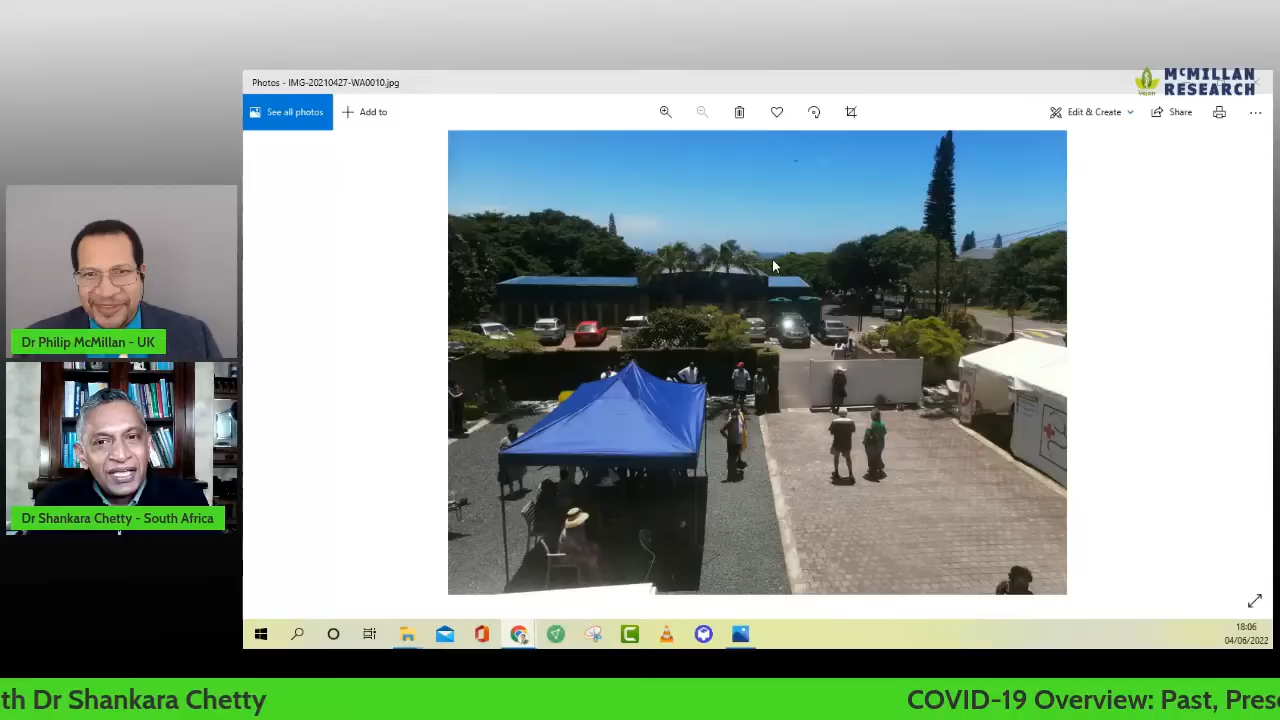 Photos - IMG-20210427-WA0010.jpg
McMILLAN
RESEARCH
Vejon
See all photos
Add to
Edit & Create
Share
Dr Philip McMillan - UK
Dr Shankara Chetty - South Africa
18:06
04/06/2022
th Dr Shankara Chetty
COVID-19 Overview: Past, Prese